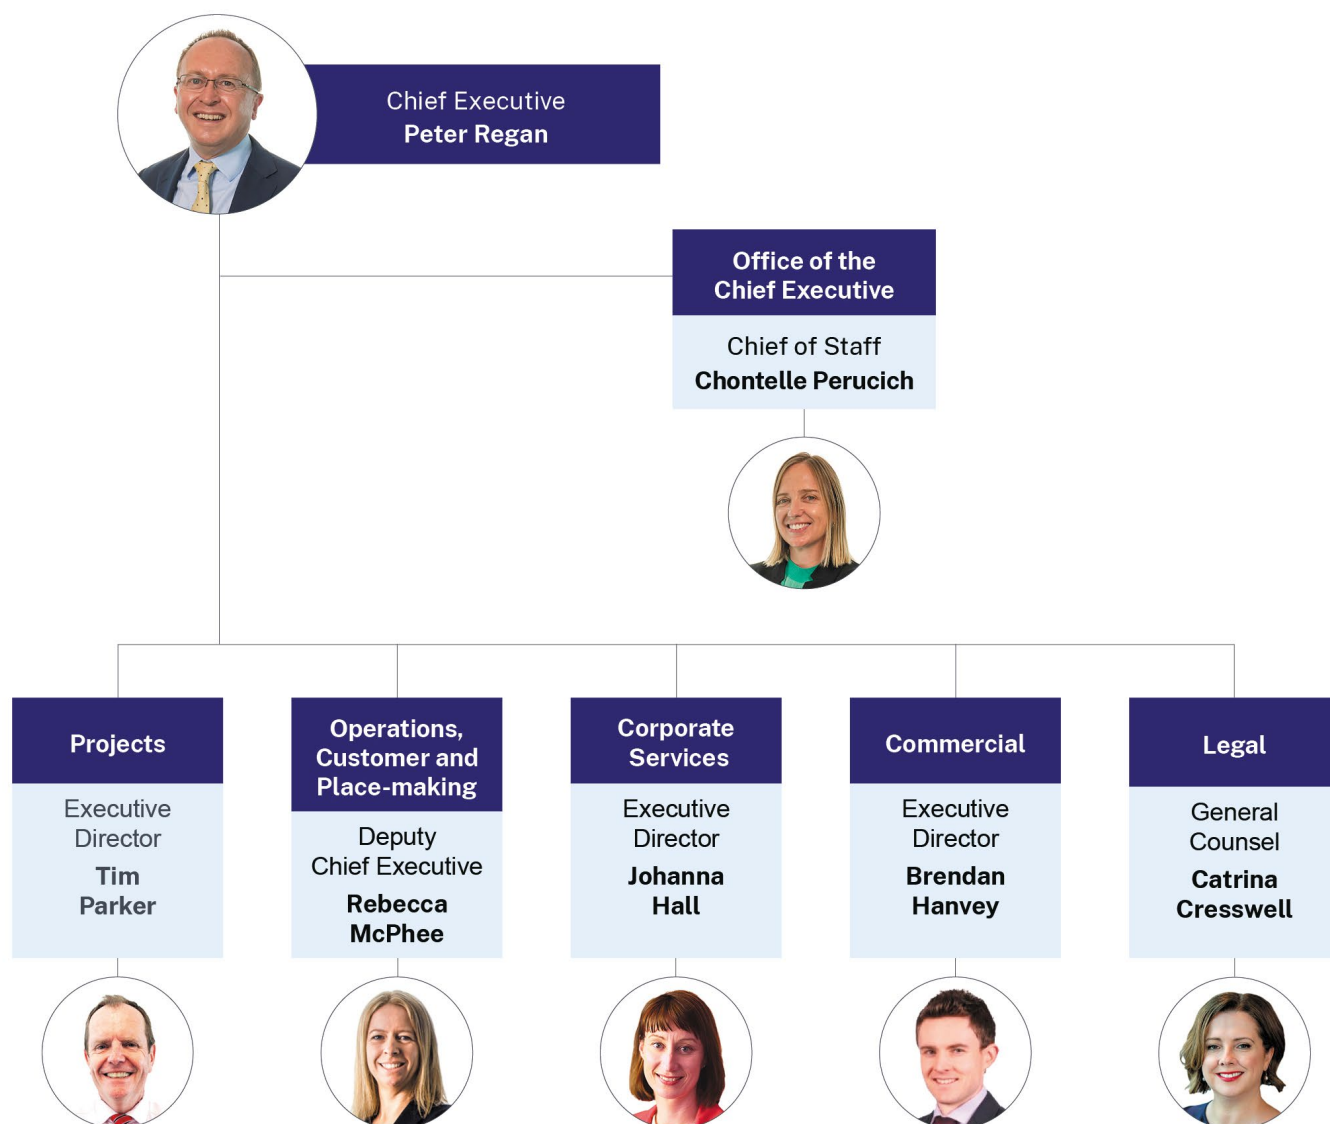 Chief Executive
Peter Regan
Office of the
Chief Executive
Chief of Staff
Chontelle Perucich
Projects
Executive
Director
Tim
Parker
Operations,
Customer and
Place-making
Deputy
Chief Executive
Rebecca
McPhee
Corporate
Services
Executive
Director
Johanna
Hall
Commercial
Executive
Director
Brendan
Hanvey
Legal
General
Counsel
Catrina
Cresswell